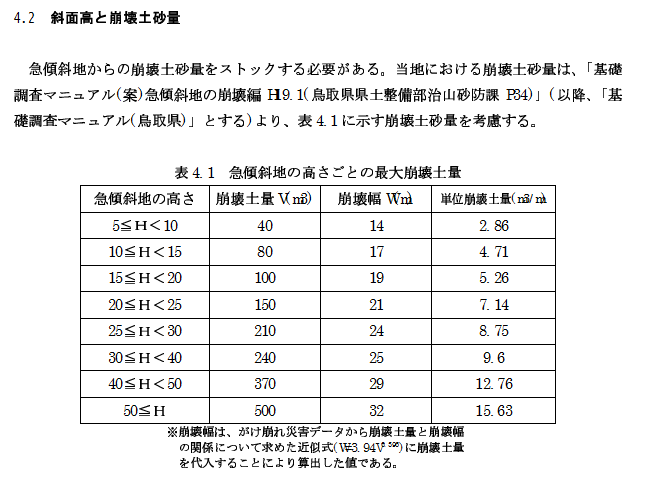 4.2 斜面高と崩壊土砂量
急傾斜地からの崩壊土砂量をストックする必要がある。当地における崩壊土砂量は、「基礎
調査マニュアル(案)急傾斜地の崩壊編 H19.1(鳥取県県土整備部治山砂防課 P34)」(以降、「基
礎調査マニュアル(鳥取県)」とする)より、表4.1に示す崩壊土砂量を考慮する。
表4.1 急傾斜地の高さごとの最大崩壊土量
急傾斜地の高さ 崩壊土量V(m3) 崩壊幅 W(m) 単位崩壊土量(m3/m)
5≦H<10 40 14 2.86
10≦H<15 80 17 4.71
15≦H<20 100 19 5.26
20≦H<25 150 21 7.14
25≦H<30 210 24 8.75
30≦H<40 240 25 9.6
40≦H<50 370 29 12.76
50≦H 500 32 15.63
※崩壊幅は、がけ崩れ災害データから崩壊土量と崩壊幅
の関係について求めた近似式(W=3.94V)に崩壊土量
を代入することにより算出した値である。